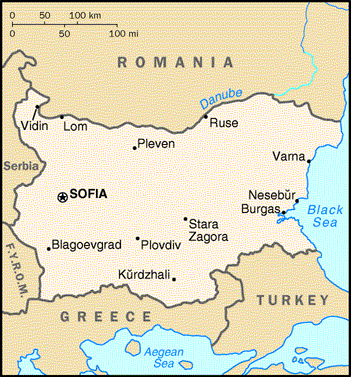 0 50 100 km
0 50 100 mi
ROMANIA
Danube
Vidin
Lom
Ruse
Pleven
Varna
Serbia
SOFIA
Nesebŭr
Burgas
Black
Sea
Stara
Zagora
Blagoevgrad
Plovdiv
F.Y.R.O.M.
Kŭrdzhali
TURKEY
GREECE
Aegean
Sea